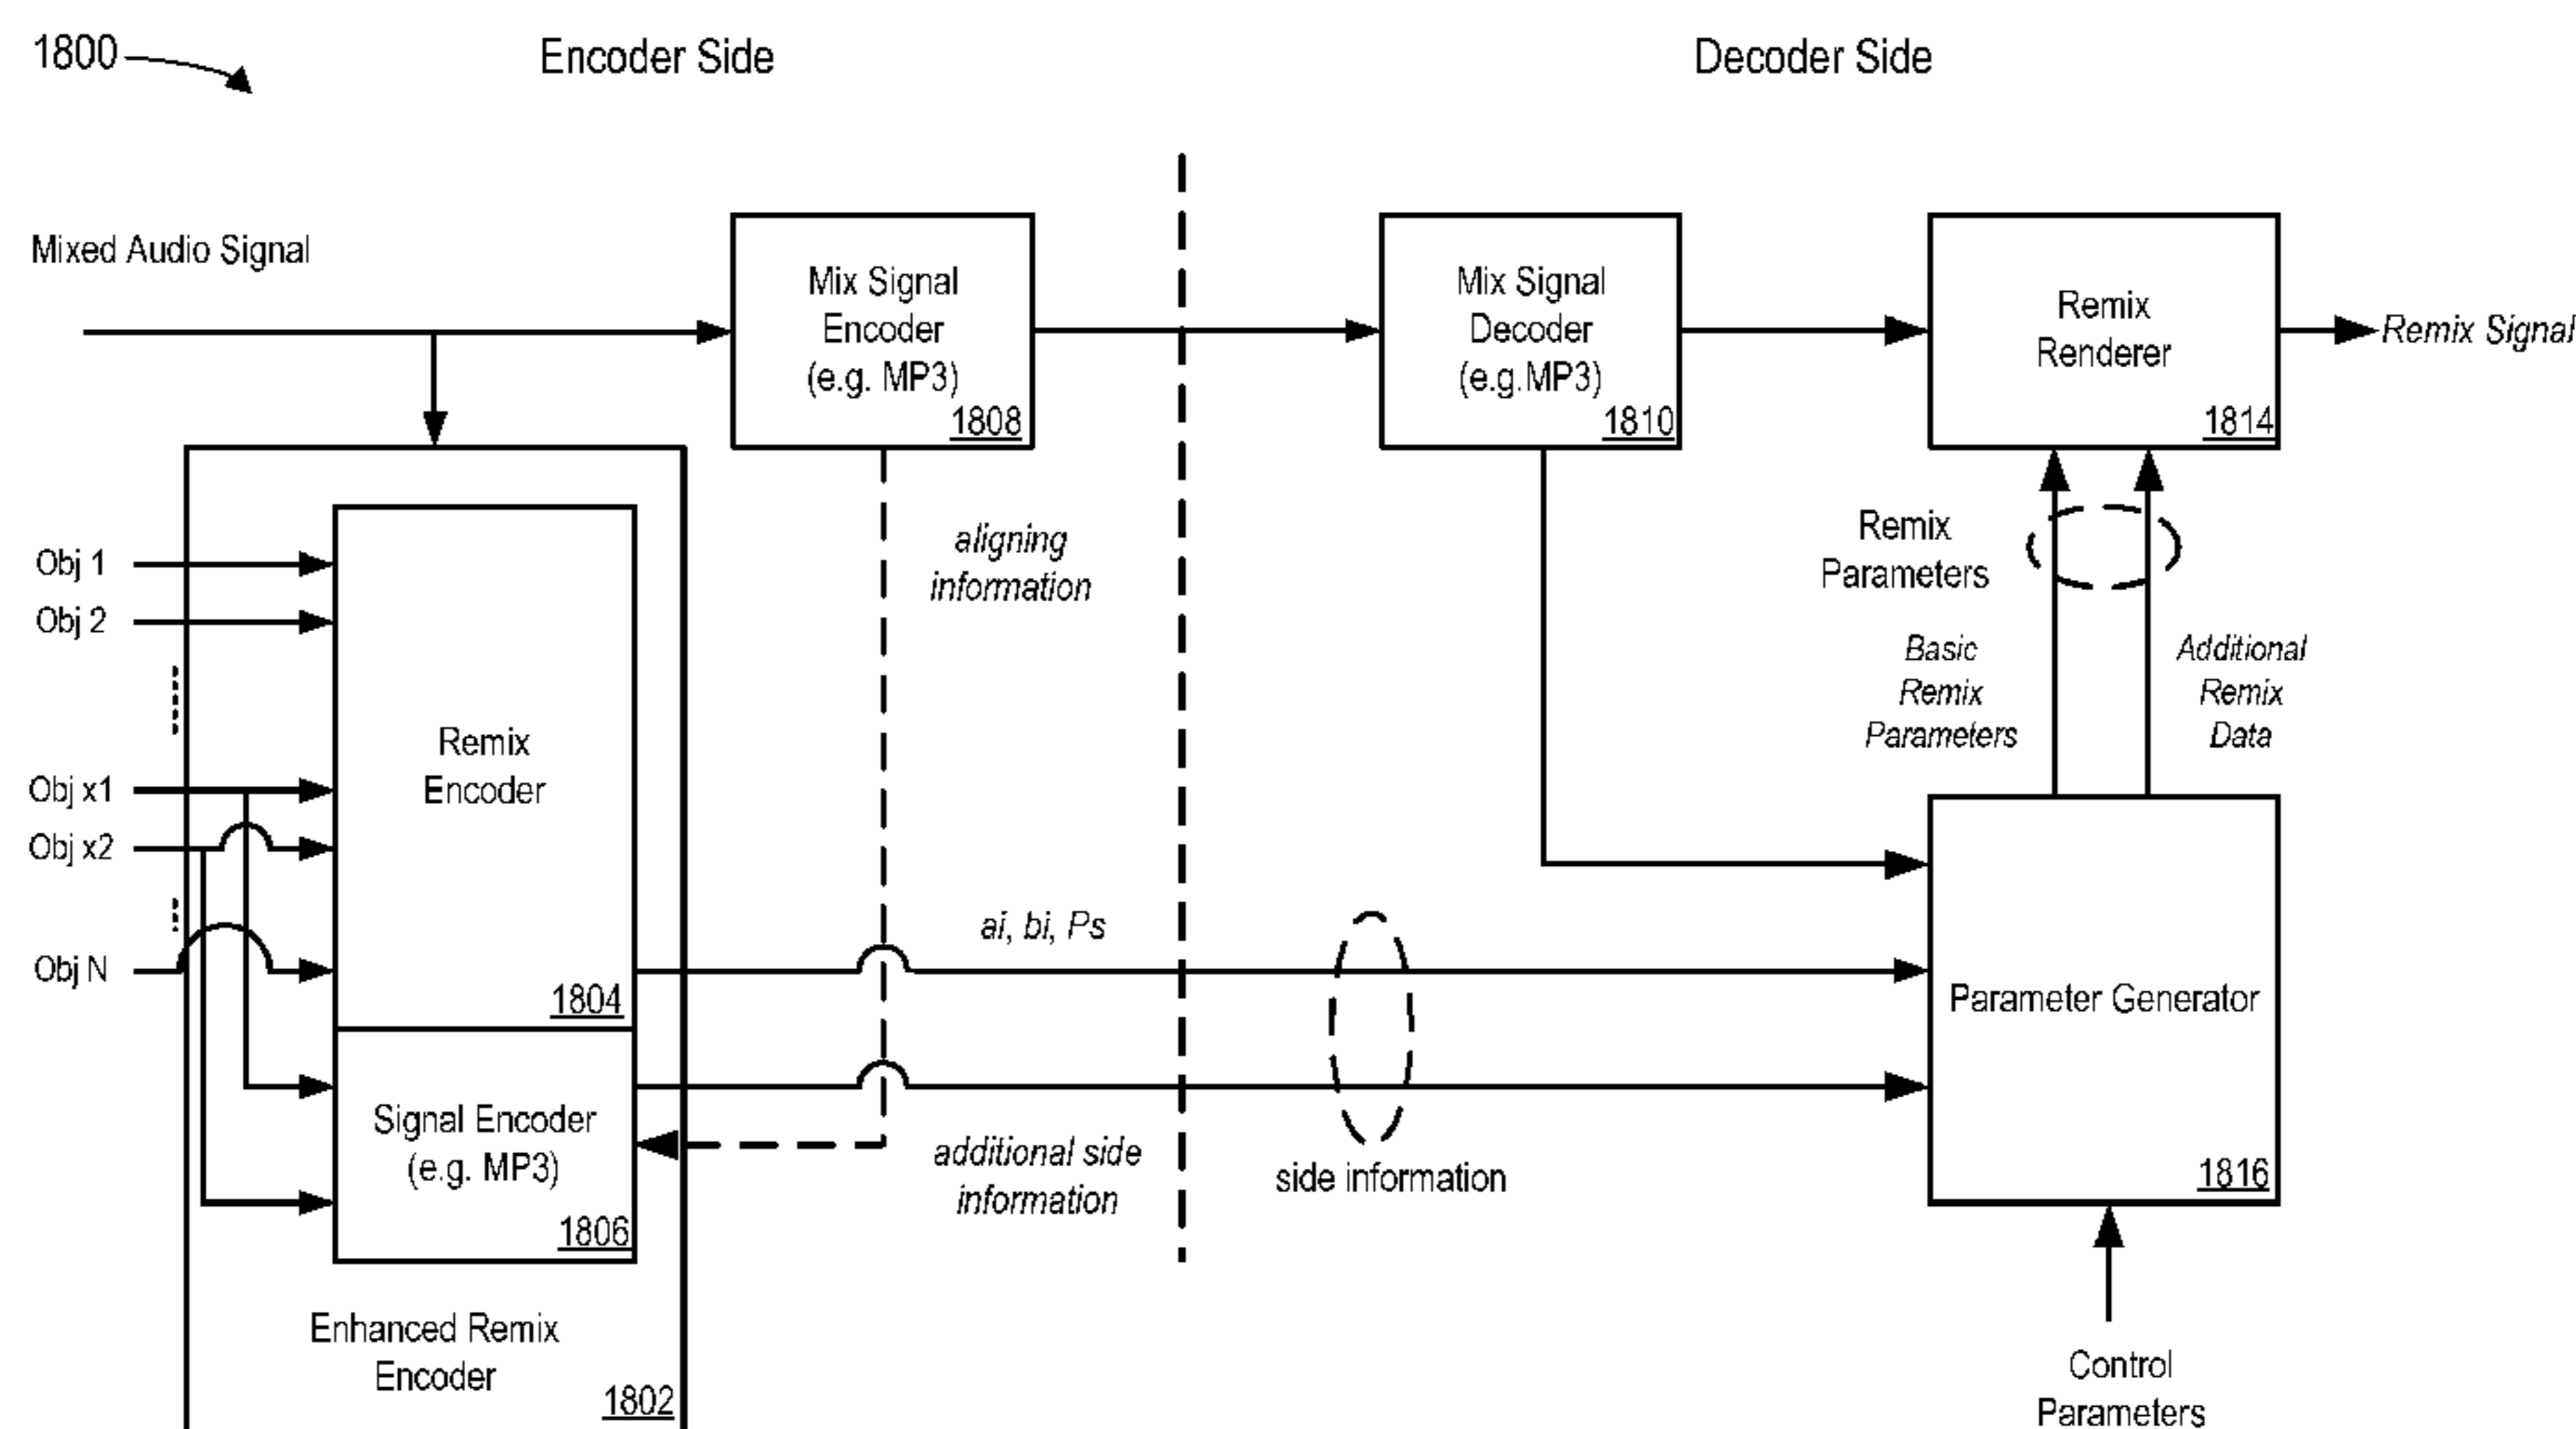 1800
Encoder Side
Decoder Side
Mixed Audio Signal
Mix Signal
Encoder
(e.g. MP3)
1808
Mix Signal
Decoder
(e.g.MP3)
1810
Remix
Renderer
1814
Remix Signal
Obj 1
Obj 2
Obj x1
Obj x2
Obj N
Remix
Encoder
1804
Signal Encoder
(e.g. MP3)
1806
Enhanced Remix
Encoder
1802
aligning
information
ai, bi, Ps
additional side
information
side information
Remix
Parameters
Basic
Remix
Parameters
Additional
Remix
Data
Parameter Generator
1816
Control
Parameters